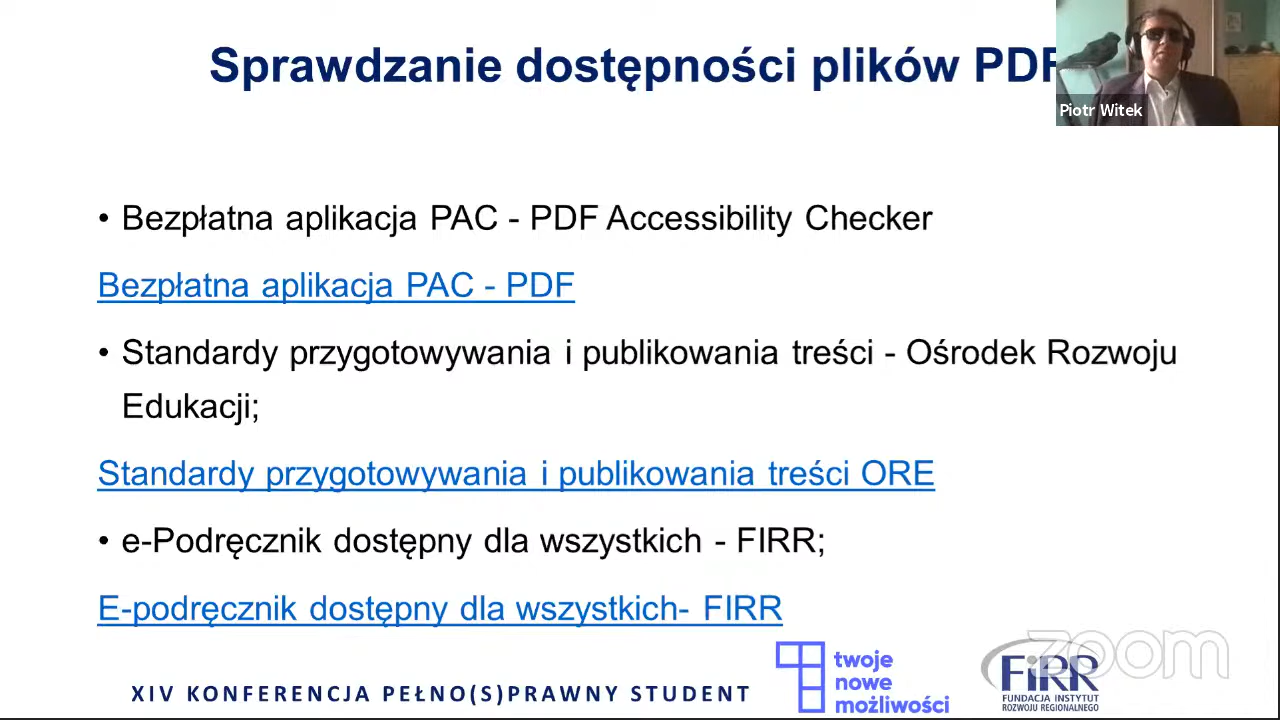 Sprawdzanie dostępności plików PDF
Piotr Witek
• Bezpłatna aplikacja PAC - PDF Accessibility Checker
Bezpłatna aplikacja PAC - PDF
• Standardy przygotowywania i publikowania treści - Ośrodek Rozwoju
Edukacji;
Standardy przygotowywania i publikowania treści ORE
• e-Podręcznik dostępny dla wszystkich - FIRR;
E-podręcznik dostępny dla wszystkich- FIRR
XIV KONFERENCJA PEŁNO(S)PRAWNY STUDENT
twoje
nowe
możliwości
FiRR
FUNDACJA INSTYTUT
ROZWOJU REGIONALNEGO
zoom